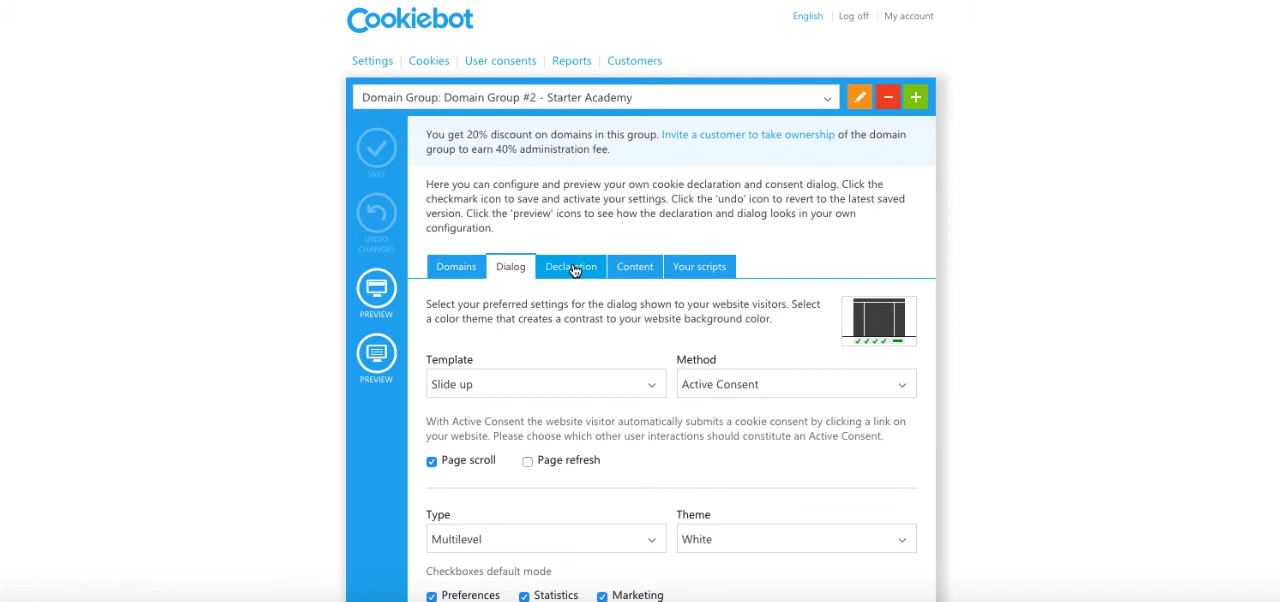 Cookiebot
English | Log off | My account
Settings | Cookies | User consents | Reports | Customers
Domain Group: Domain Group #2 - Starter Academy
You get 20% discount on domains in this group. Invite a customer to take ownership of the domain
group to earn 40% administration fee.
SAVE
Here you can configure and preview your own cookie declaration and consent dialog. Click the
checkmark icon to save and activate your settings. Click the 'undo' icon to revert to the latest saved
version. Click the 'preview' icons to see how the declaration and dialog looks in your own
configuration.
UNDO
CHANGES
Domains Dialog Declaration Content Your scripts
PREVIEW
Select your preferred settings for the dialog shown to your website visitors. Select
a color theme that creates a contrast to your website background color.
Template Method
PREVIEW
Slide up Active Consent
With Active Consent the website visitor automatically submits a cookie consent by clicking a link on
your website. Please choose which other user interactions should constitute an Active Consent.
Page scroll Page refresh
Type Theme
Multilevel White
Checkboxes default mode
Preferences Statistics Marketing